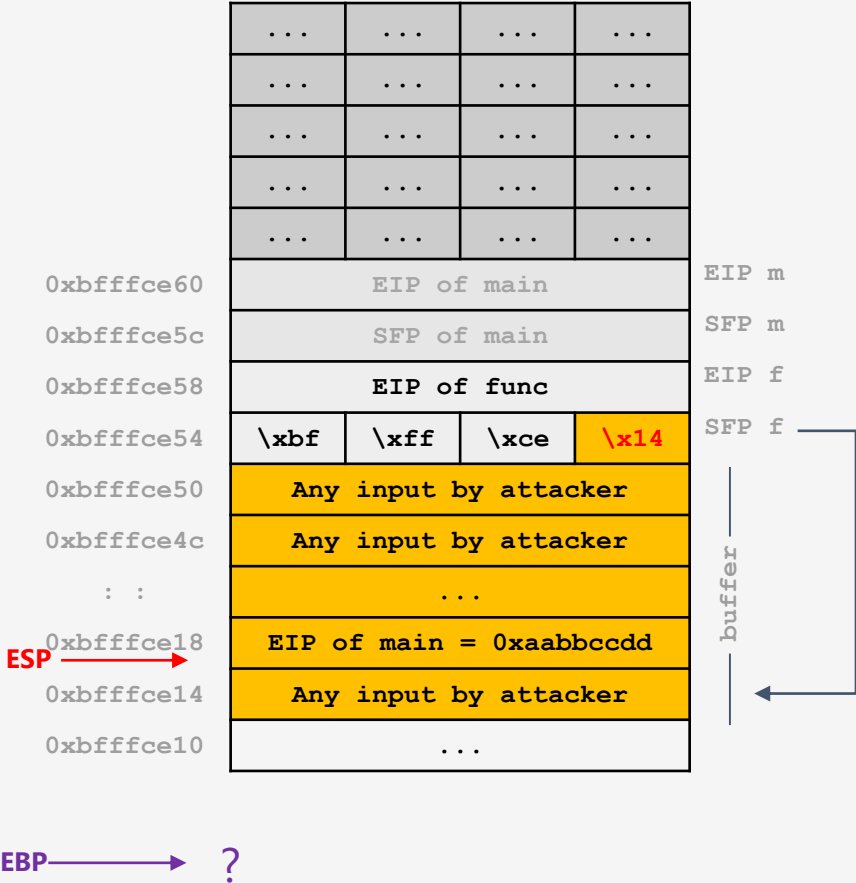 ... ... ... ...
... ... ... ...
... ... ... ...
... ... ... ...
... ... ... ...
0xbfffce60 EIP of main EIP m
0xbfffce5c SFP of main SFP m
0xbfffce58 EIP of func EIP f
0xbfffce54 \xbf \xff \xce \x14 SFP f
0xbfffce50 Any input by attacker
0xbfffce4c Any input by attacker
: : ...
buffer
0xbfffce18 EIP of main = 0xaabbccdd
ESP
0xbfffce14 Any input by attacker
0xbfffce10 ...
EBP ?